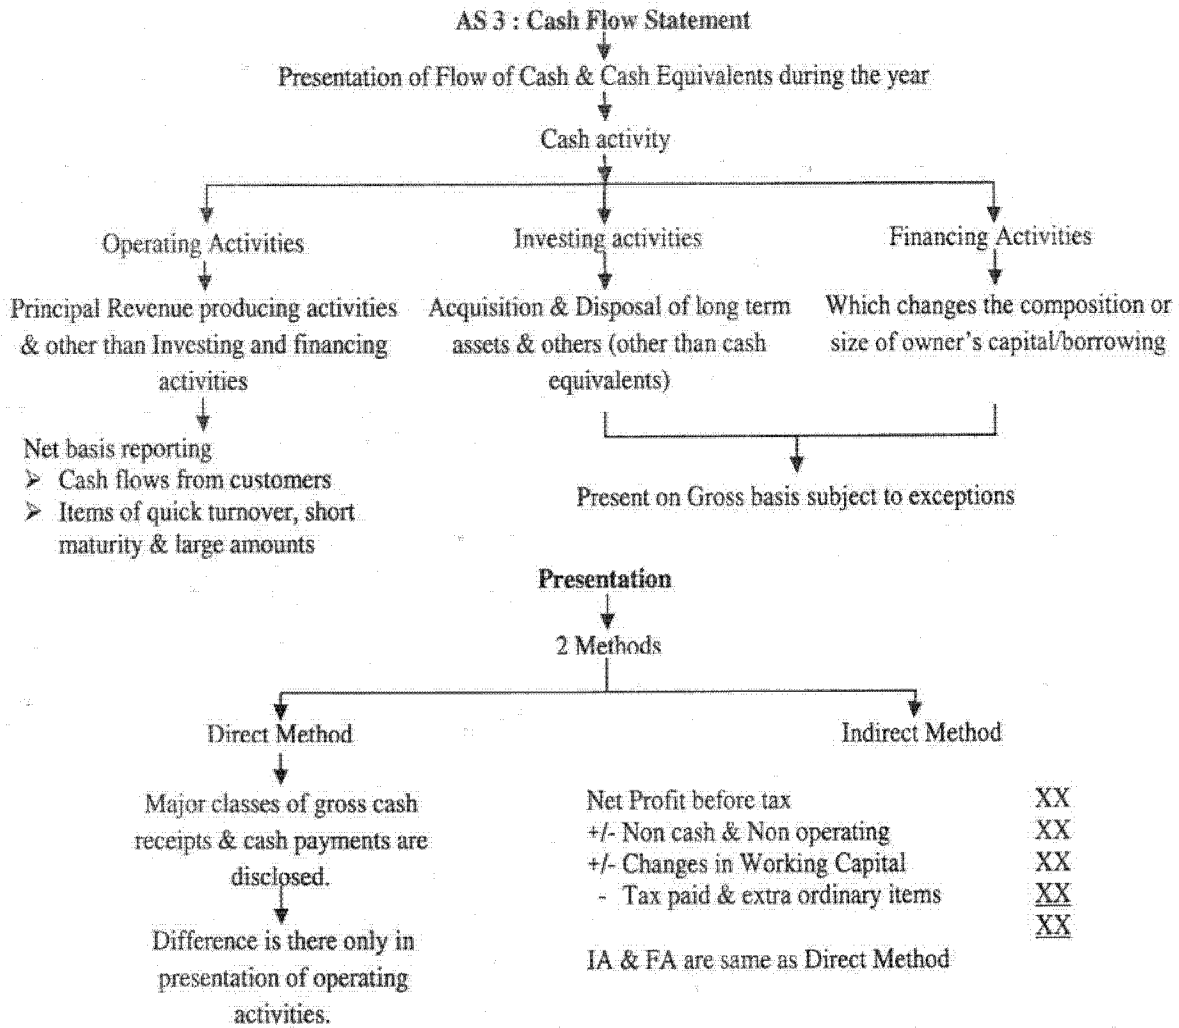 AS 3 : Cash Flow Statement
Presentation of Flow of Cash & Cash Equivalents during the year
Cash activity
Operating Activities
Principal Revenue producing activities
& other than Investing and financing
activities
Net basis reporting
➢ Cash flows from customers
➢ Items of quick turnover, short
maturity & large amounts
Investing activities
Acquisition & Disposal of long term
assets & others (other than cash
equivalents)
Financing Activities
Which changes the composition or
size of owner's capital/borrowing
Present on Gross basis subject to exceptions
Presentation
2 Methods
Direct Method
Major classes of gross cash
receipts & cash payments are
disclosed.
Difference is there only in
presentation of operating
activities.
Indirect Method
Net Profit before tax XX
+/- Non cash & Non operating XX
+/- Changes in Working Capital XX
- Tax paid & extra ordinary items XX
XX
IA & FA are same as Direct Method